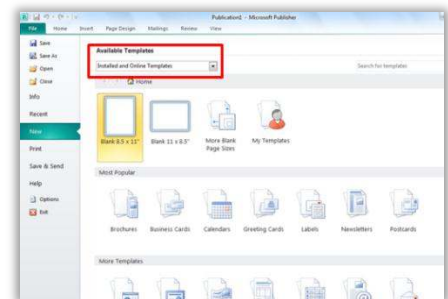 Publication1 - Microsoft Publisher
File Home Insert Page Design Mailings Review View
Save
Save As
Open
Close
Info
Recent
New
Print
Save & Send
Help
Options
Exit
Available Templates
Installed and Online Templates
Search for templates
Home
Blank 8.5 x 11"
Blank 11 x 8.5"
More Blank
Page Sizes
My Templates
Most Popular
Brochures
Business Cards
Calendars
Greeting Cards
Labels
Newsletters
Postcards
More Templates